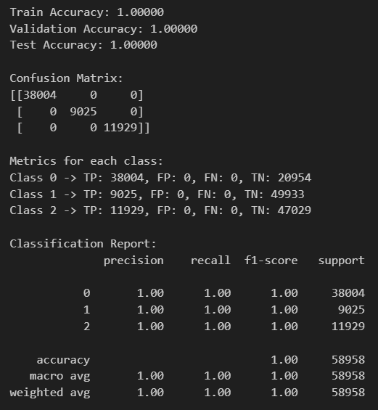 Train Accuracy: 1.00000
Validation Accuracy: 1.00000
Test Accuracy: 1.00000
Confusion Matrix:
[[38004     0     0]
 [    0  9025     0]
 [    0     0 11929]]
Metrics for each class:
Class 0 -> TP: 38004, FP: 0, FN: 0, TN: 20954
Class 1 -> TP: 9025, FP: 0, FN: 0, TN: 49933
Class 2 -> TP: 11929, FP: 0, FN: 0, TN: 47029
Classification Report:
              precision    recall  f1-score   support
           0       1.00      1.00      1.00     38004
           1       1.00      1.00      1.00      9025
           2       1.00      1.00      1.00     11929
    accuracy                           1.00     58958
   macro avg       1.00      1.00      1.00     58958
weighted avg       1.00      1.00      1.00     58958